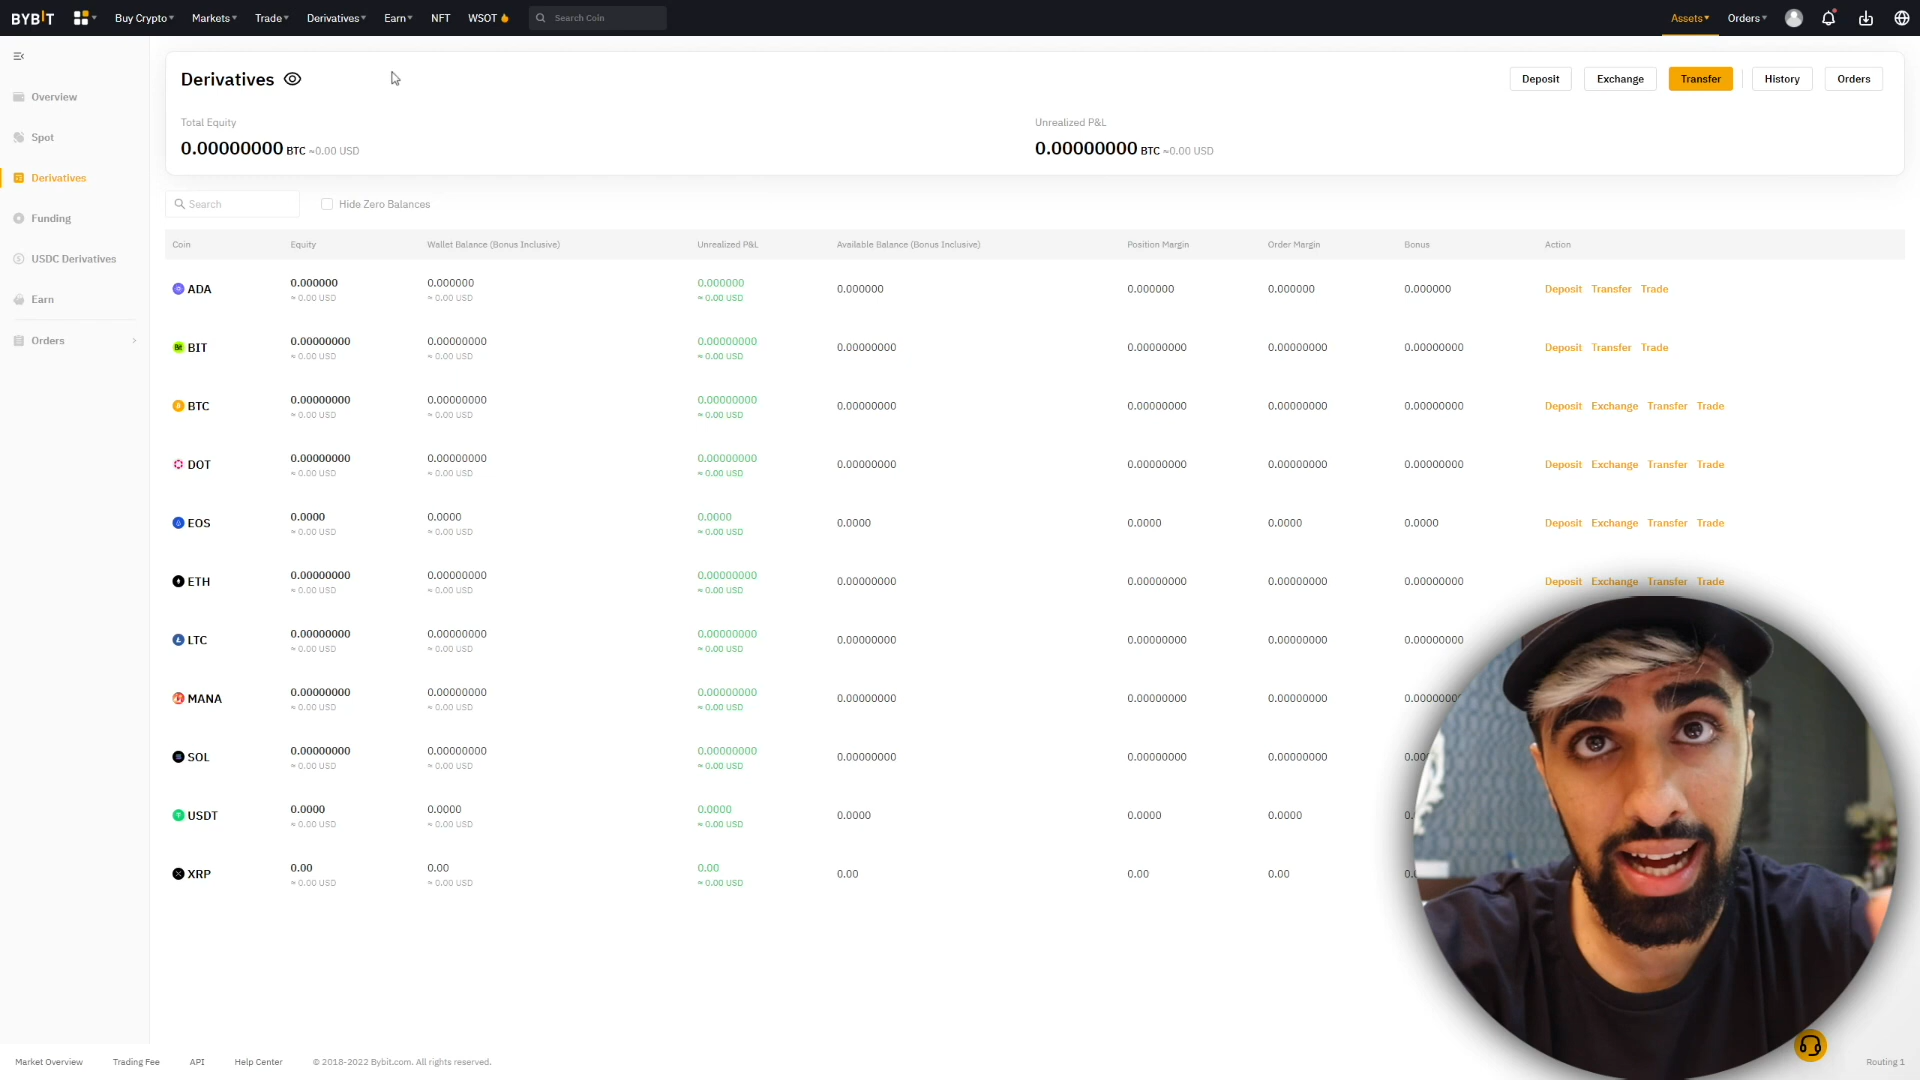 BYBIT Buy Crypto Markets Trade Derivatives Earn NFT WSOT Search Coin Assets Orders
Derivatives Deposit Exchange Transfer History Orders
Total Equity Unrealized P&L
0.00000000 BTC ≈0.00 USD 0.00000000 BTC ≈0.00 USD
Overview
Spot
Derivatives
Funding
USDC Derivatives
Earn
Orders
Search Hide Zero Balances
Coin Equity Wallet Balance (Bonus Inclusive) Unrealized P&L Available Balance (Bonus Inclusive) Position Margin Order Margin Bonus Action
ADA 0.000000 0.000000 0.000000 0.000000 0.000000 0.000000 0.000000 Deposit Transfer Trade
≈ 0.00 USD ≈ 0.00 USD ≈ 0.00 USD
BIT 0.00000000 0.00000000 0.00000000 0.00000000 0.00000000 0.00000000 0.00000000 Deposit Transfer Trade
≈ 0.00 USD ≈ 0.00 USD ≈ 0.00 USD
BTC 0.00000000 0.00000000 0.00000000 0.00000000 0.00000000 0.00000000 0.00000000 Deposit Exchange Transfer Trade
≈ 0.00 USD ≈ 0.00 USD ≈ 0.00 USD
DOT 0.00000000 0.00000000 0.00000000 0.00000000 0.00000000 0.00000000 0.00000000 Deposit Exchange Transfer Trade
≈ 0.00 USD ≈ 0.00 USD ≈ 0.00 USD
EOS 0.0000 0.0000 0.0000 0.0000 0.0000 0.0000 0.0000 Deposit Exchange Transfer Trade
≈ 0.00 USD ≈ 0.00 USD ≈ 0.00 USD
ETH 0.00000000 0.00000000 0.00000000 0.00000000 0.00000000 0.00000000 0.00000000 Deposit Exchange Transfer Trade
≈ 0.00 USD ≈ 0.00 USD ≈ 0.00 USD
LTC 0.00000000 0.00000000 0.00000000 0.00000000 0.00000000 0.00000000 0.00000000
≈ 0.00 USD ≈ 0.00 USD ≈ 0.00 USD
MANA 0.00000000 0.00000000 0.00000000 0.00000000 0.00000000 0.00000000 0.00000000
≈ 0.00 USD ≈ 0.00 USD ≈ 0.00 USD
SOL 0.00000000 0.00000000 0.00000000 0.00000000 0.00000000 0.00000000
≈ 0.00 USD ≈ 0.00 USD ≈ 0.00 USD
USDT 0.0000 0.0000 0.0000 0.0000 0.0000 0.0000
≈ 0.00 USD ≈ 0.00 USD ≈ 0.00 USD
XRP 0.00 0.00 0.00 0.00 0.00 0.00
≈ 0.00 USD ≈ 0.00 USD ≈ 0.00 USD
Market Overview Trading Fee API Help Center © 2018-2022 Bybit.com. All rights reserved. Routing 1